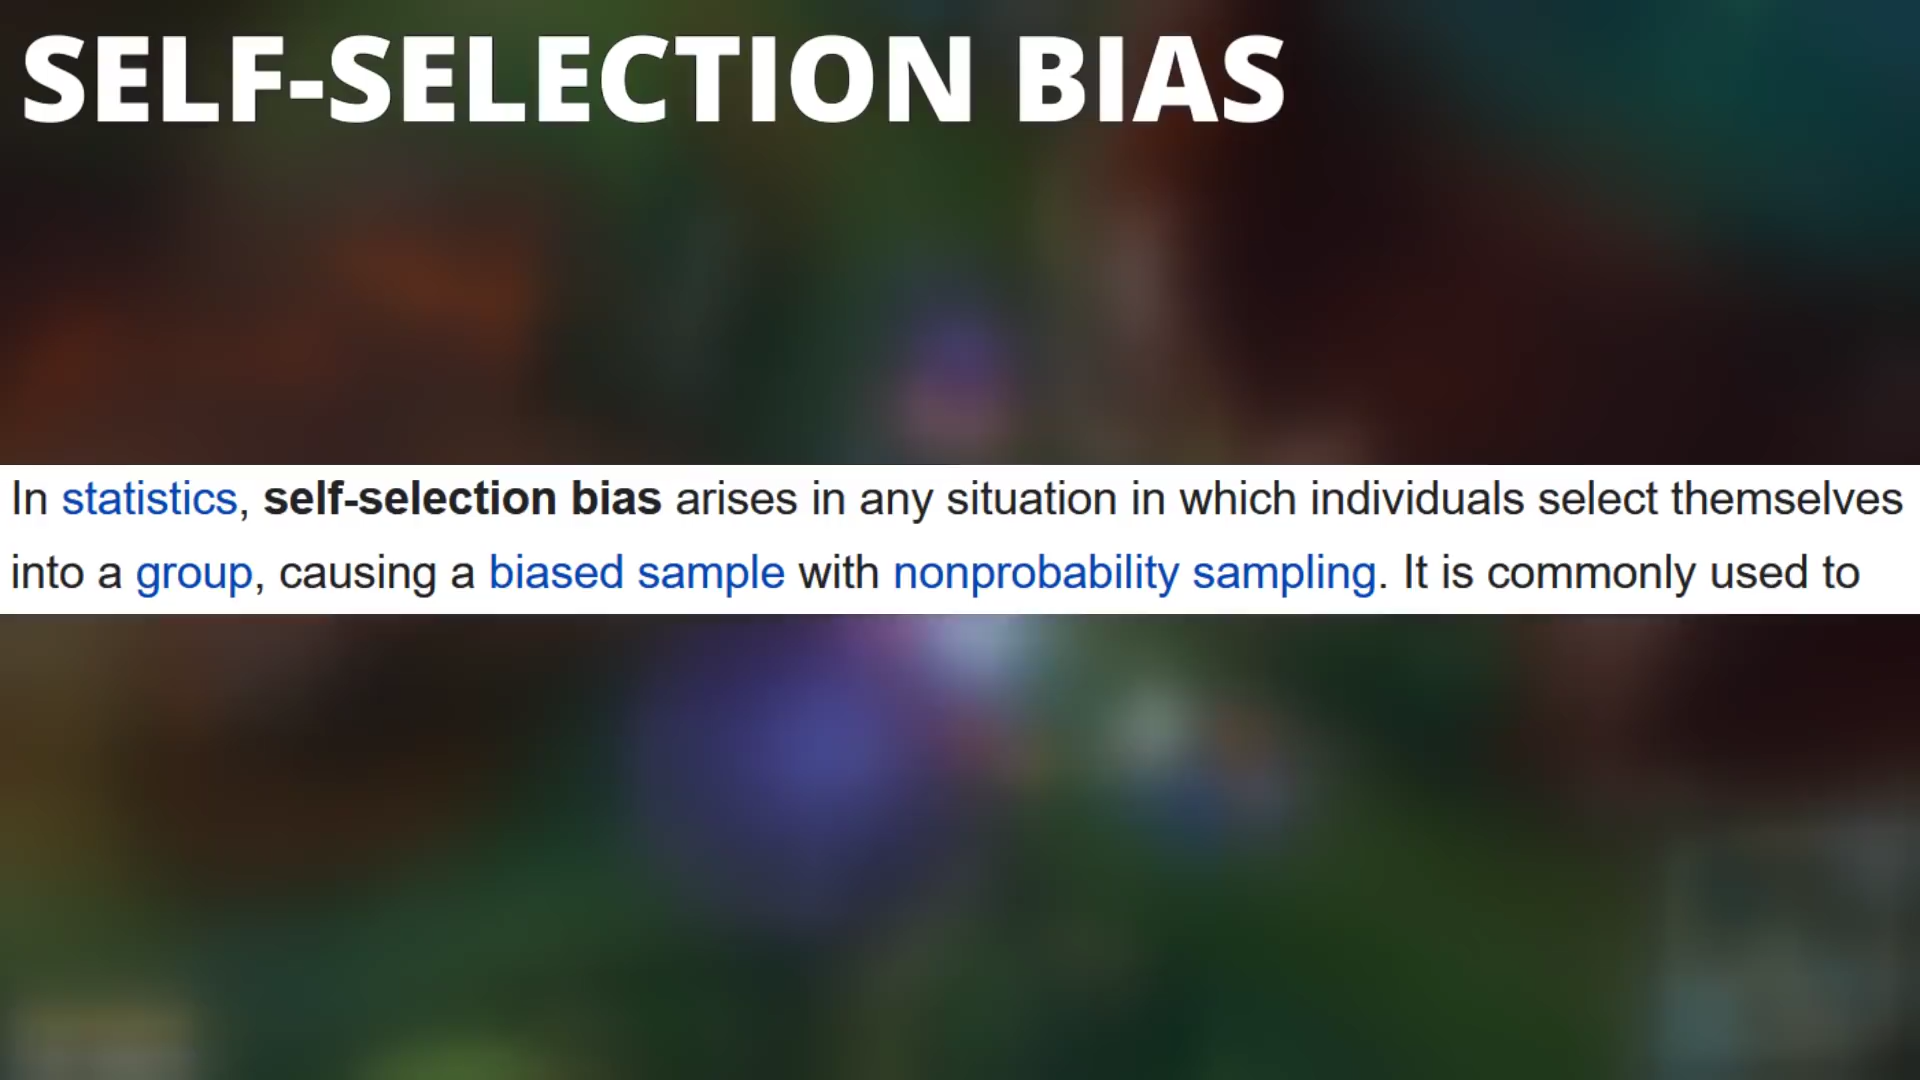 SELF-SELECTION BIAS
In statistics, self-selection bias arises in any situation in which individuals select themselves
into a group, causing a biased sample with nonprobability sampling. It is commonly used to